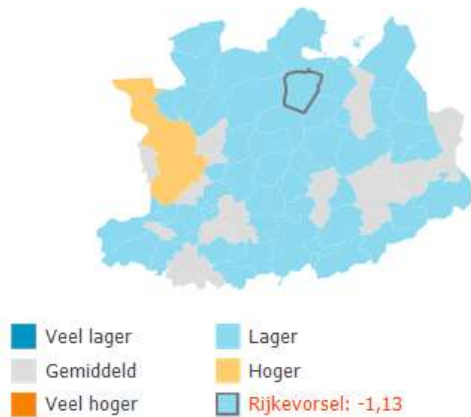 Veel lager
Lager
Gemiddeld
Hoger
Veel hoger
Rijkevorsel: -1,13